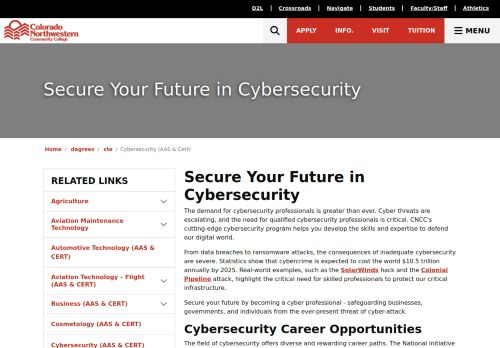 D2L | Crossroads | Navigate | Students | Faculty/Staff | Athletics
Colorado
Northwestern
Community College
APPLY INFO. VISIT TUITION MENU
Secure Your Future in Cybersecurity
Home / degrees / cte / Cybersecurity (AAS & Cert)
RELATED LINKS
Agriculture
Aviation Maintenance
Technology
Automotive Technology (AAS &
CERT)
Aviation Technology – Flight
(AAS & CERT)
Business (AAS & CERT)
Cosmetology (AAS & CERT)
Cybersecurity (AAS & CERT)
Secure Your Future in
Cybersecurity
The demand for cybersecurity professionals is greater than ever. Cyber threats are
escalating, and the need for qualified cybersecurity professionals is critical. CNCC's
cutting-edge cybersecurity program helps you develop the skills and expertise to defend
our digital world.
From data breaches to ransomware attacks, the consequences of inadequate cybersecurity
are severe. Statistics show that cybercrime is expected to cost the world $10.5 trillion
annually by 2025. Real-world examples, such as the SolarWinds hack and the Colonial
Pipeline attack, highlight the critical need for skilled professionals to protect our critical
infrastructure.
Secure your future by becoming a cyber professional - safeguarding businesses,
governments, and individuals from the ever-present threat of cyber-attack.
Cybersecurity Career Opportunities
The field of cybersecurity offers diverse and rewarding career paths. The National Initiative